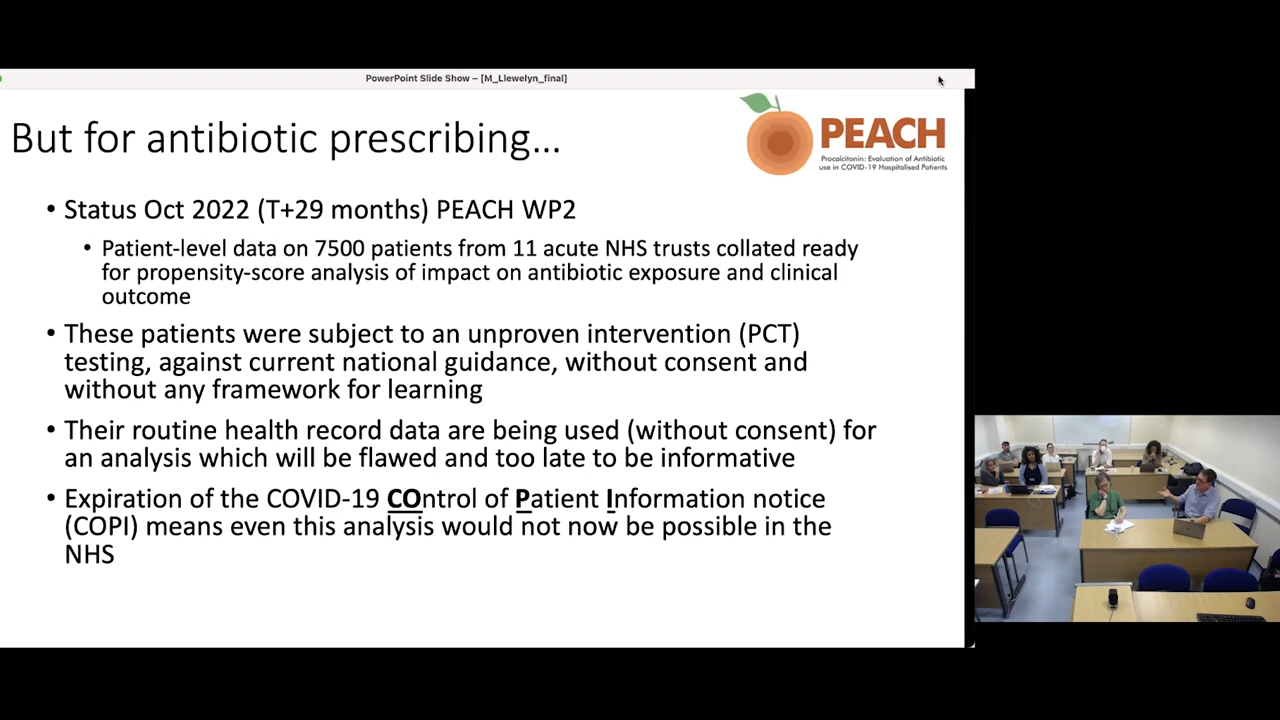 PowerPoint Slide Show – [M_Llewelyn_final]
But for antibiotic prescribing...
PEACH
Procalcitonin: Evaluation of Antibiotic
use in COVID-19 Hospitalised Patients
• Status Oct 2022 (T+29 months) PEACH WP2
• Patient-level data on 7500 patients from 11 acute NHS trusts collated ready
for propensity-score analysis of impact on antibiotic exposure and clinical
outcome
• These patients were subject to an unproven intervention (PCT)
testing, against current national guidance, without consent and
without any framework for learning
• Their routine health record data are being used (without consent) for
an analysis which will be flawed and too late to be informative
• Expiration of the COVID-19 COntrol of Patient Information notice
(COPI) means even this analysis would not now be possible in the
NHS